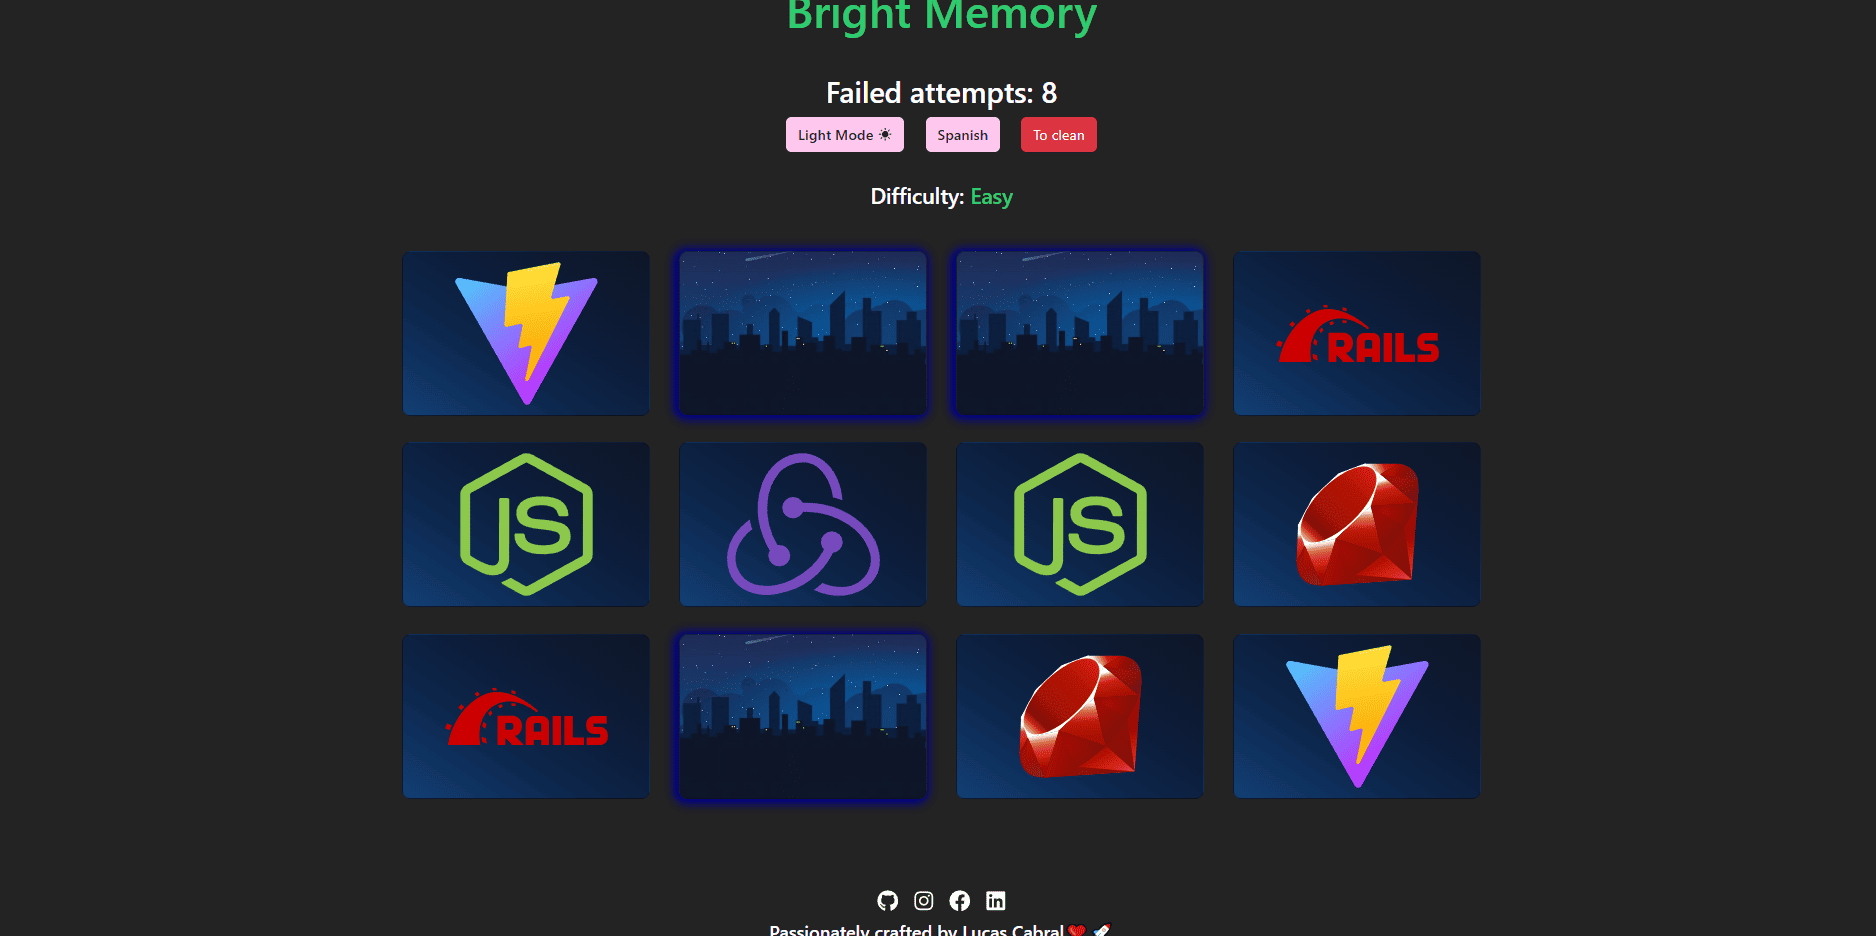 Bright Memory
Failed attempts: 8
Light Mode ☀ Spanish To clean
Difficulty: Easy
RAILS
JS JS
RAILS
Passionately crafted by Lucas Cabral ❤️ 🚀